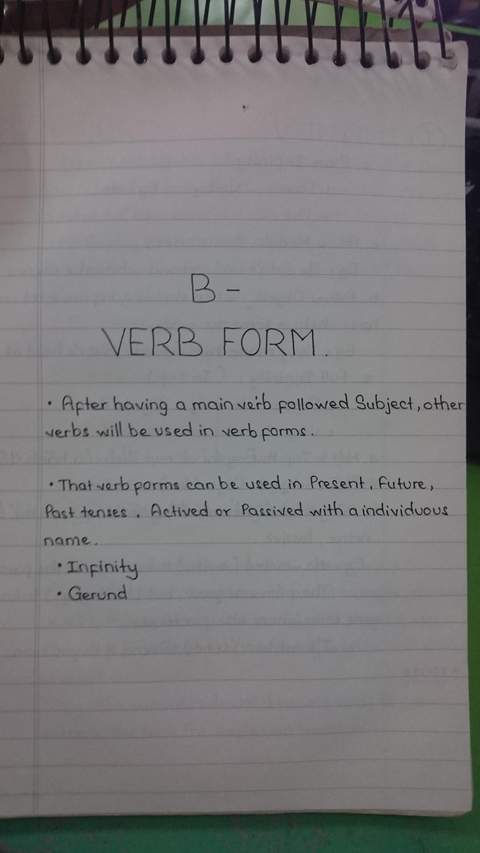 B-
VERB FORM.
• After having a main verb followed Subject, other
verbs will be used in verb forms.
• That verb forms can be used in Present, Future,
Past tenses. Actived or Passived with a individuous
name.
• Infinity
• Gerund